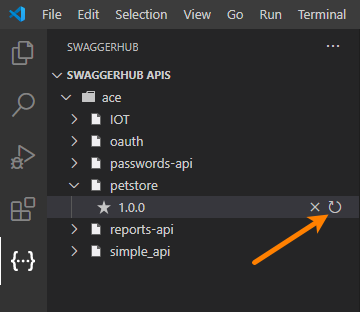 File Edit Selection View Go Run Terminal
SWAGGERHUB
SWAGGERHUB APIS
ace
IOT
oauth
passwords-api
petstore
1.0.0
reports-api
simple_api